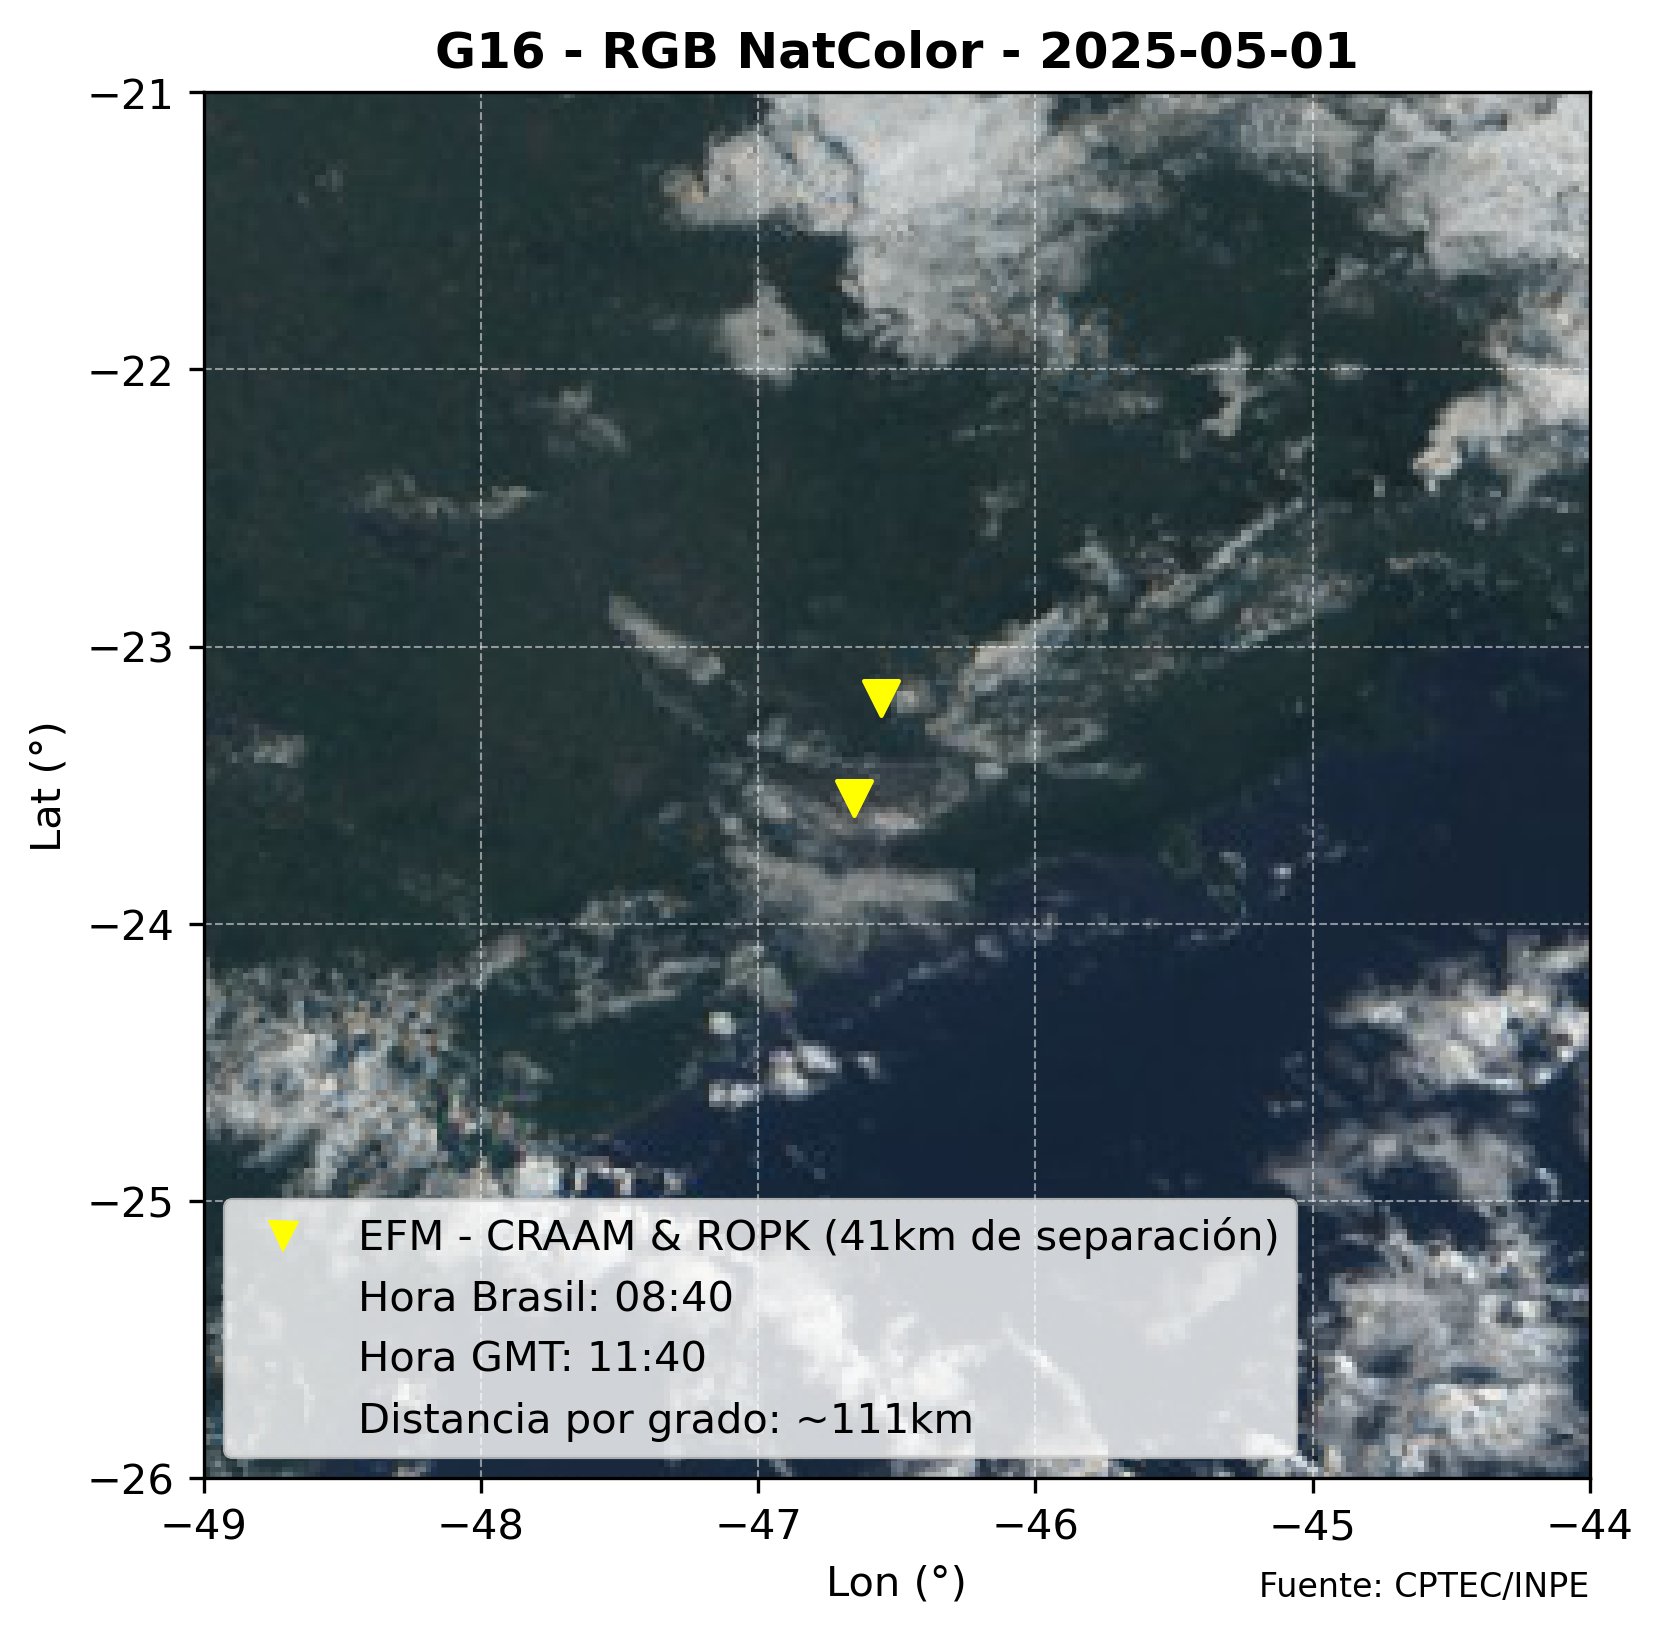 G16 - RGB NatColor - 2025-05-01
−21
−22
−23
−24
−25
−26
Lat (°)
EFM - CRAAM & ROPK (41km de separación)
Hora Brasil: 08:40
Hora GMT: 11:40
Distancia por grado: ~111km
−49
−48
−47
−46
−45
−44
Lon (°)
Fuente: CPTEC/INPE